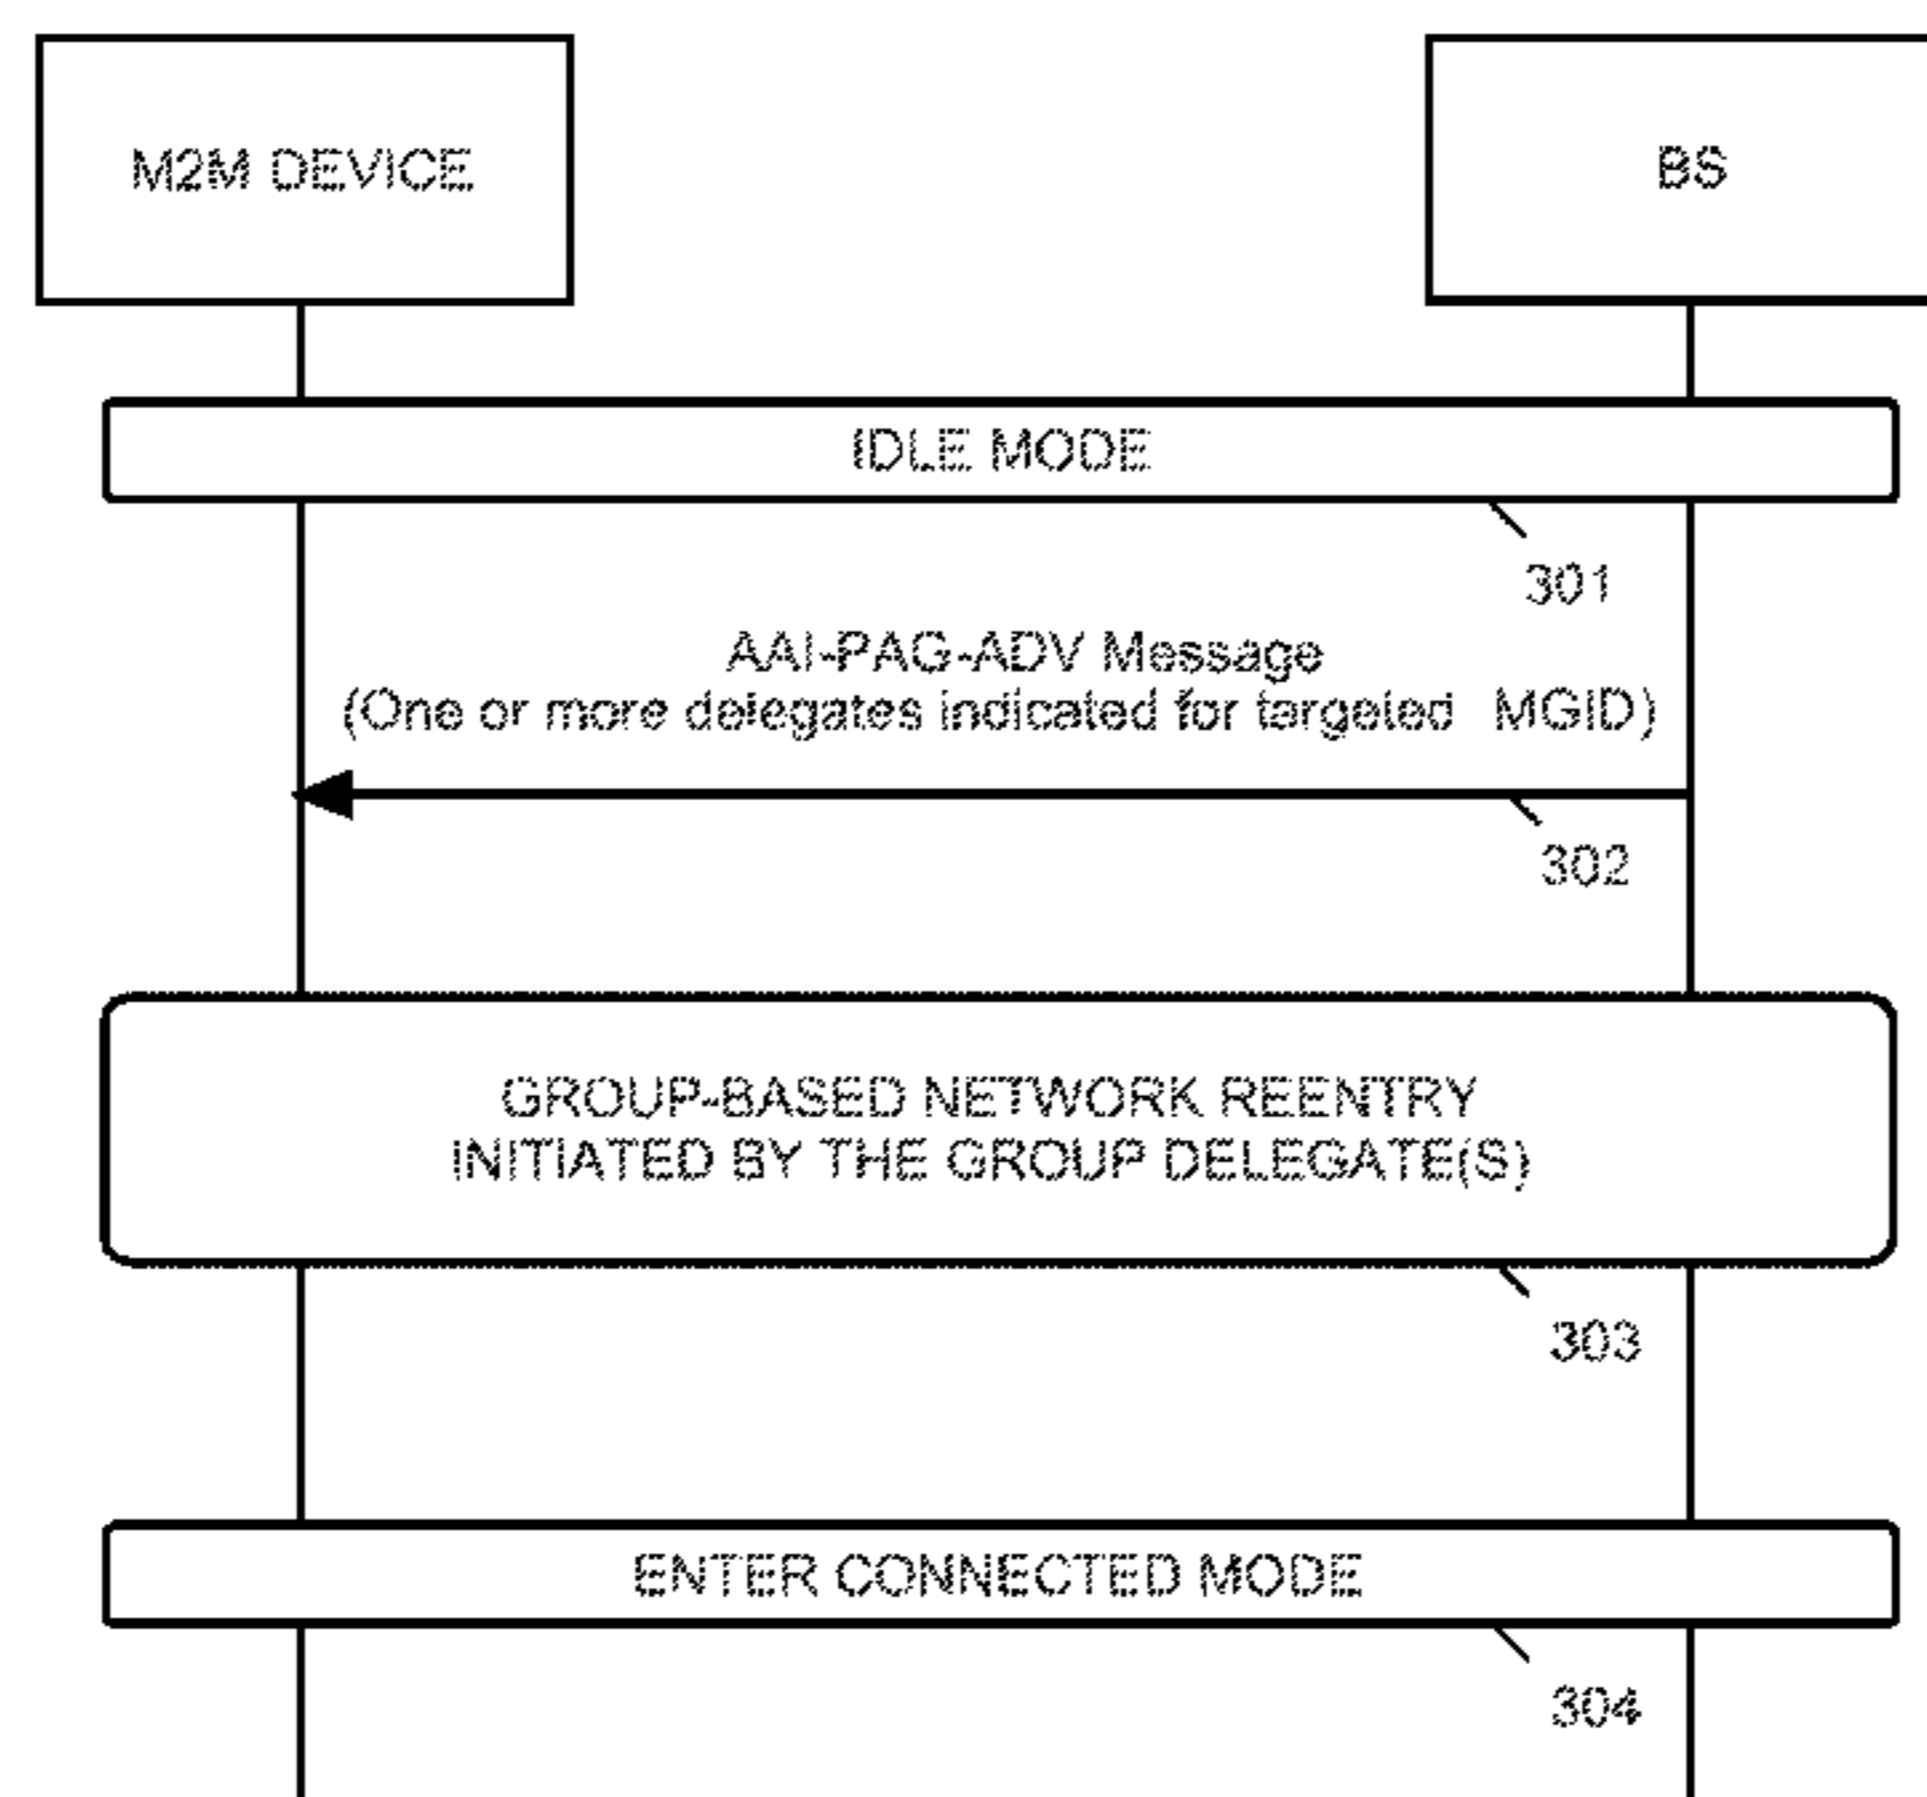 M2M DEVICE
BS
IDLE MODE
301
AAI-PAG-ADV Message
(One or more delegates indicated for targeted MGID)
302
GROUP-BASED NETWORK REENTRY
INITIATED BY THE GROUP DELEGATE(S)
303
ENTER CONNECTED MODE
304